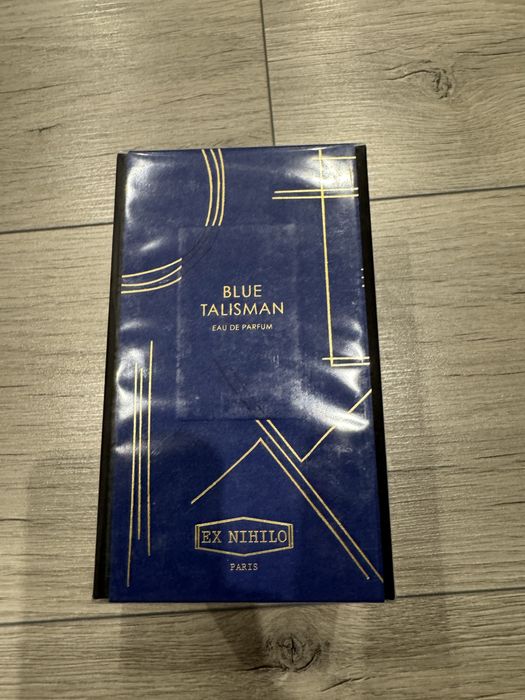 BLUE
TALISMAN
EAU DE PARFUM
EX NIHILO
PARIS